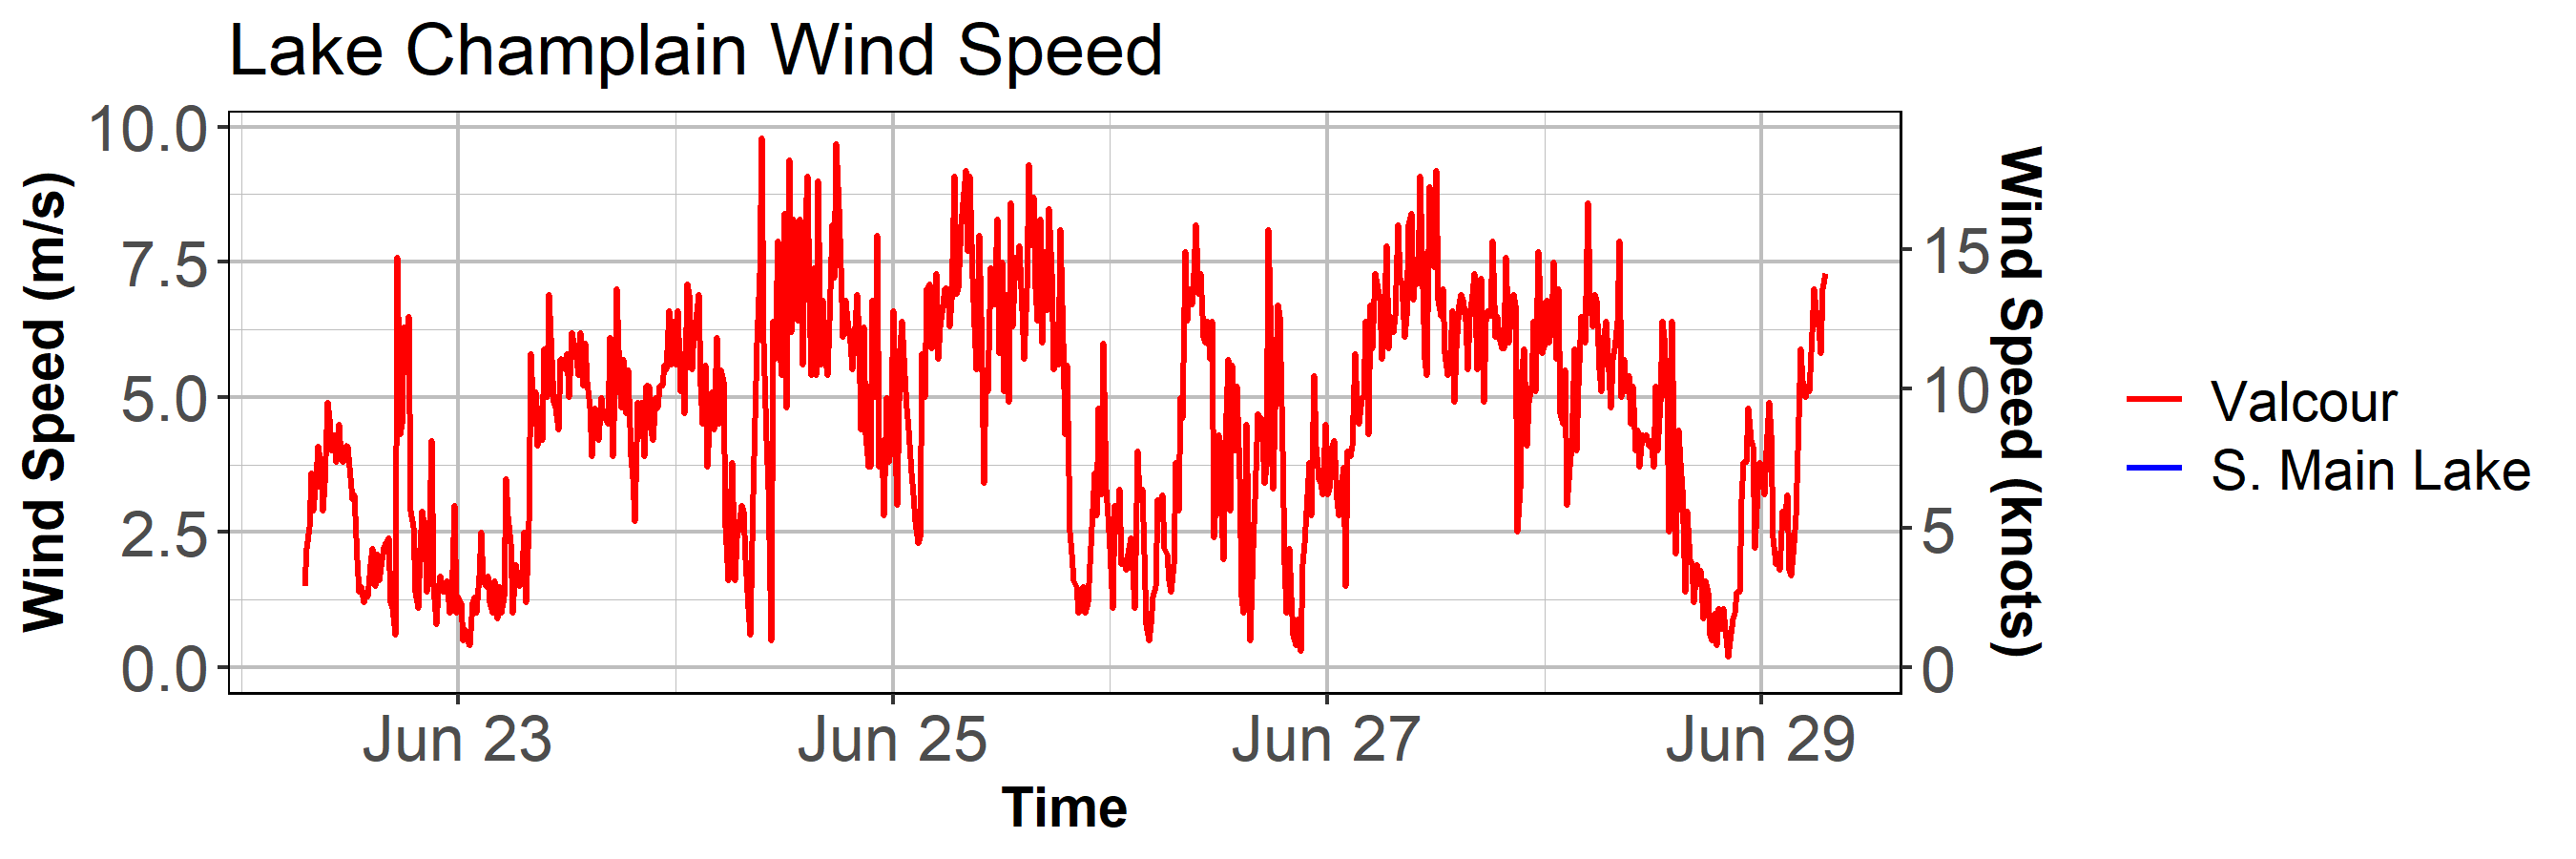 Lake Champlain Wind Speed
Wind Speed (m/s)
10.0
7.5
5.0
2.5
0.0
15
10
5
0
Wind Speed (knots)
Jun 23
Jun 25
Jun 27
Jun 29
Time
Valcour
S. Main Lake